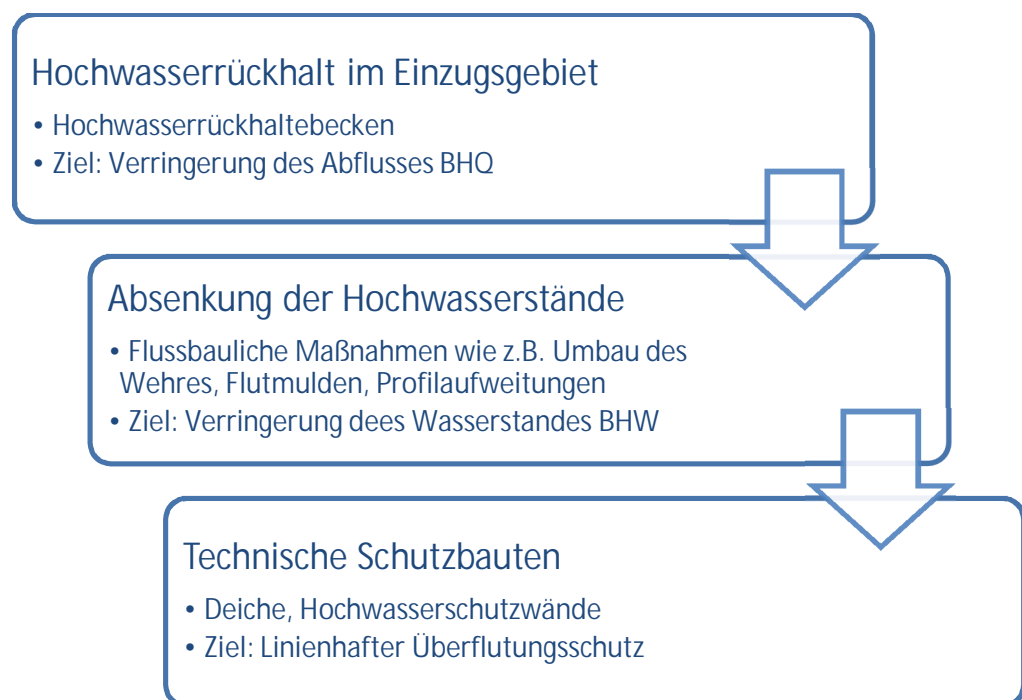 Hochwasserrückhalt im Einzugsgebiet
• Hochwasserrückhaltebecken
• Ziel: Verringerung des Abflusses BHQ
Absenkung der Hochwasserstände
• Flussbauliche Maßnahmen wie z.B. Umbau des
Wehres, Flutmulden, Profilaufweitungen
• Ziel: Verringerung dees Wasserstandes BHW
Technische Schutzbauten
• Deiche, Hochwasserschutzwände
• Ziel: Linienhafter Überflutungsschutz